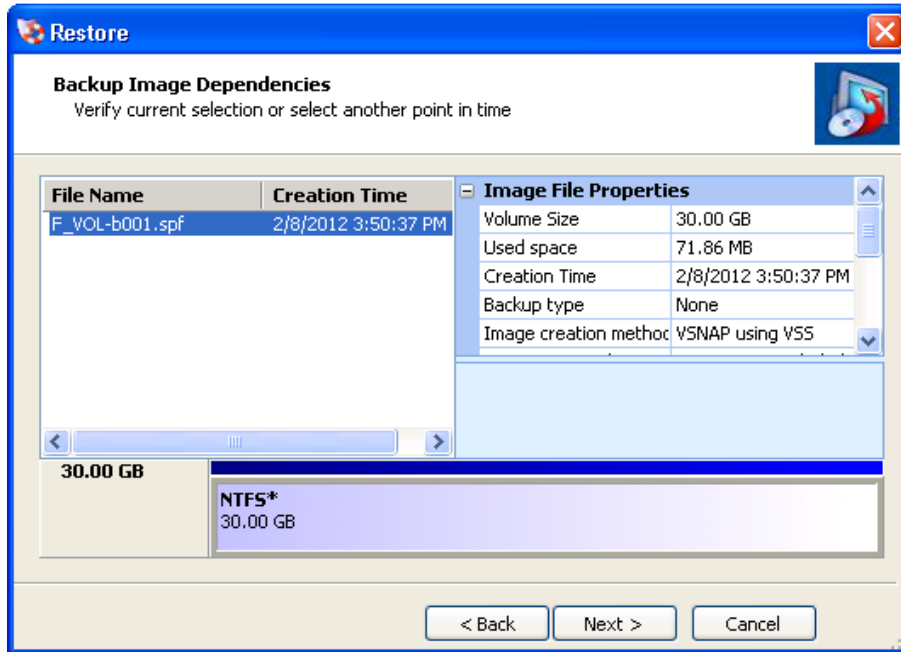 Restore
Backup Image Dependencies
Verify current selection or select another point in time
File Name Creation Time
F_VOL-b001.spf 2/8/2012 3:50:37 PM
Image File Properties
Volume Size 30.00 GB
Used space 71.86 MB
Creation Time 2/8/2012 3:50:37 PM
Backup type None
Image creation method VSNAP using VSS
30.00 GB
NTFS*
30.00 GB
< Back Next > Cancel